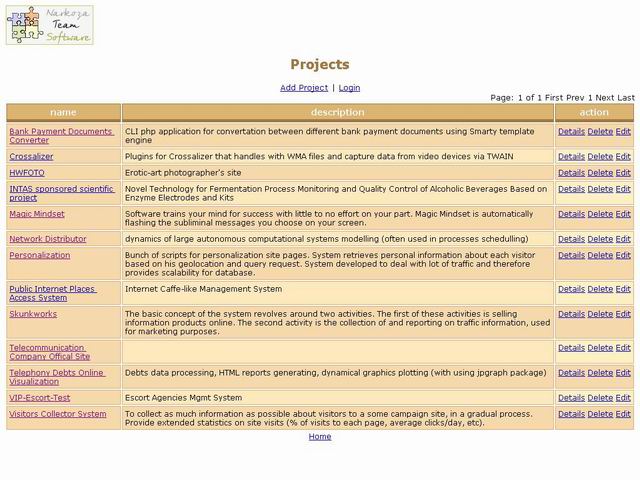 Narkoza
Team
Software
Projects
Add Project | Login
Page: 1 of 1 First Prev 1 Next Last
name description action
Bank Payment Documents Converter CLI php application for convertation between different bank payment documents using Smarty template engine Details Delete Edit
Crossalizer Plugins for Crossalizer that handles with WMA files and capture data from video devices via TWAIN Details Delete Edit
HWFOTO Erotic-art photographer's site Details Delete Edit
INTAS sponsored scientific project Novel Technology for Fermentation Process Monitoring and Quality Control of Alcoholic Beverages Based on Enzyme Electrodes and Kits Details Delete Edit
Magic Mindset Software trains your mind for success with little to no effort on your part. Magic Mindset is automatically flashing the subliminal messages you choose on your screen. Details Delete Edit
Network Distributor dynamics of large autonomous computational systems modelling (often used in processes schedulling) Details Delete Edit
Personalization Bunch of scripts for personalization site pages. System retrieves personal information about each visitor based on his geolocation and query request. System developed to deal with lot of traffic and therefore provides scalability for database. Details Delete Edit
Public Internet Places Access System Internet Caffe-like Management System Details Delete Edit
Skunkworks The basic concept of the system revolves around two activities. The first of these activities is selling information products online. The second activity is the collection of and reporting on traffic information, used for marketing purposes. Details Delete Edit
Telecommunication Company Offical Site Details Delete Edit
Telephony Debts Online Visualization Debts data processing, HTML reports generating, dynamical graphics plotting (with using jpgraph package) Details Delete Edit
VIP-Escort-Test Escort Agencies Mgmt System Details Delete Edit
Visitors Collector System To collect as much information as possible about visitors to a some campaign site, in a gradual process. Provide extended statistics on site visits (% of visits to each page, average clicks/day, etc). Details Delete Edit
Home